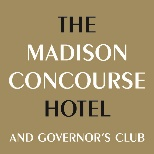 THE
MADISON
CONCOURSE
HOTEL
AND GOVERNOR'S CLUB